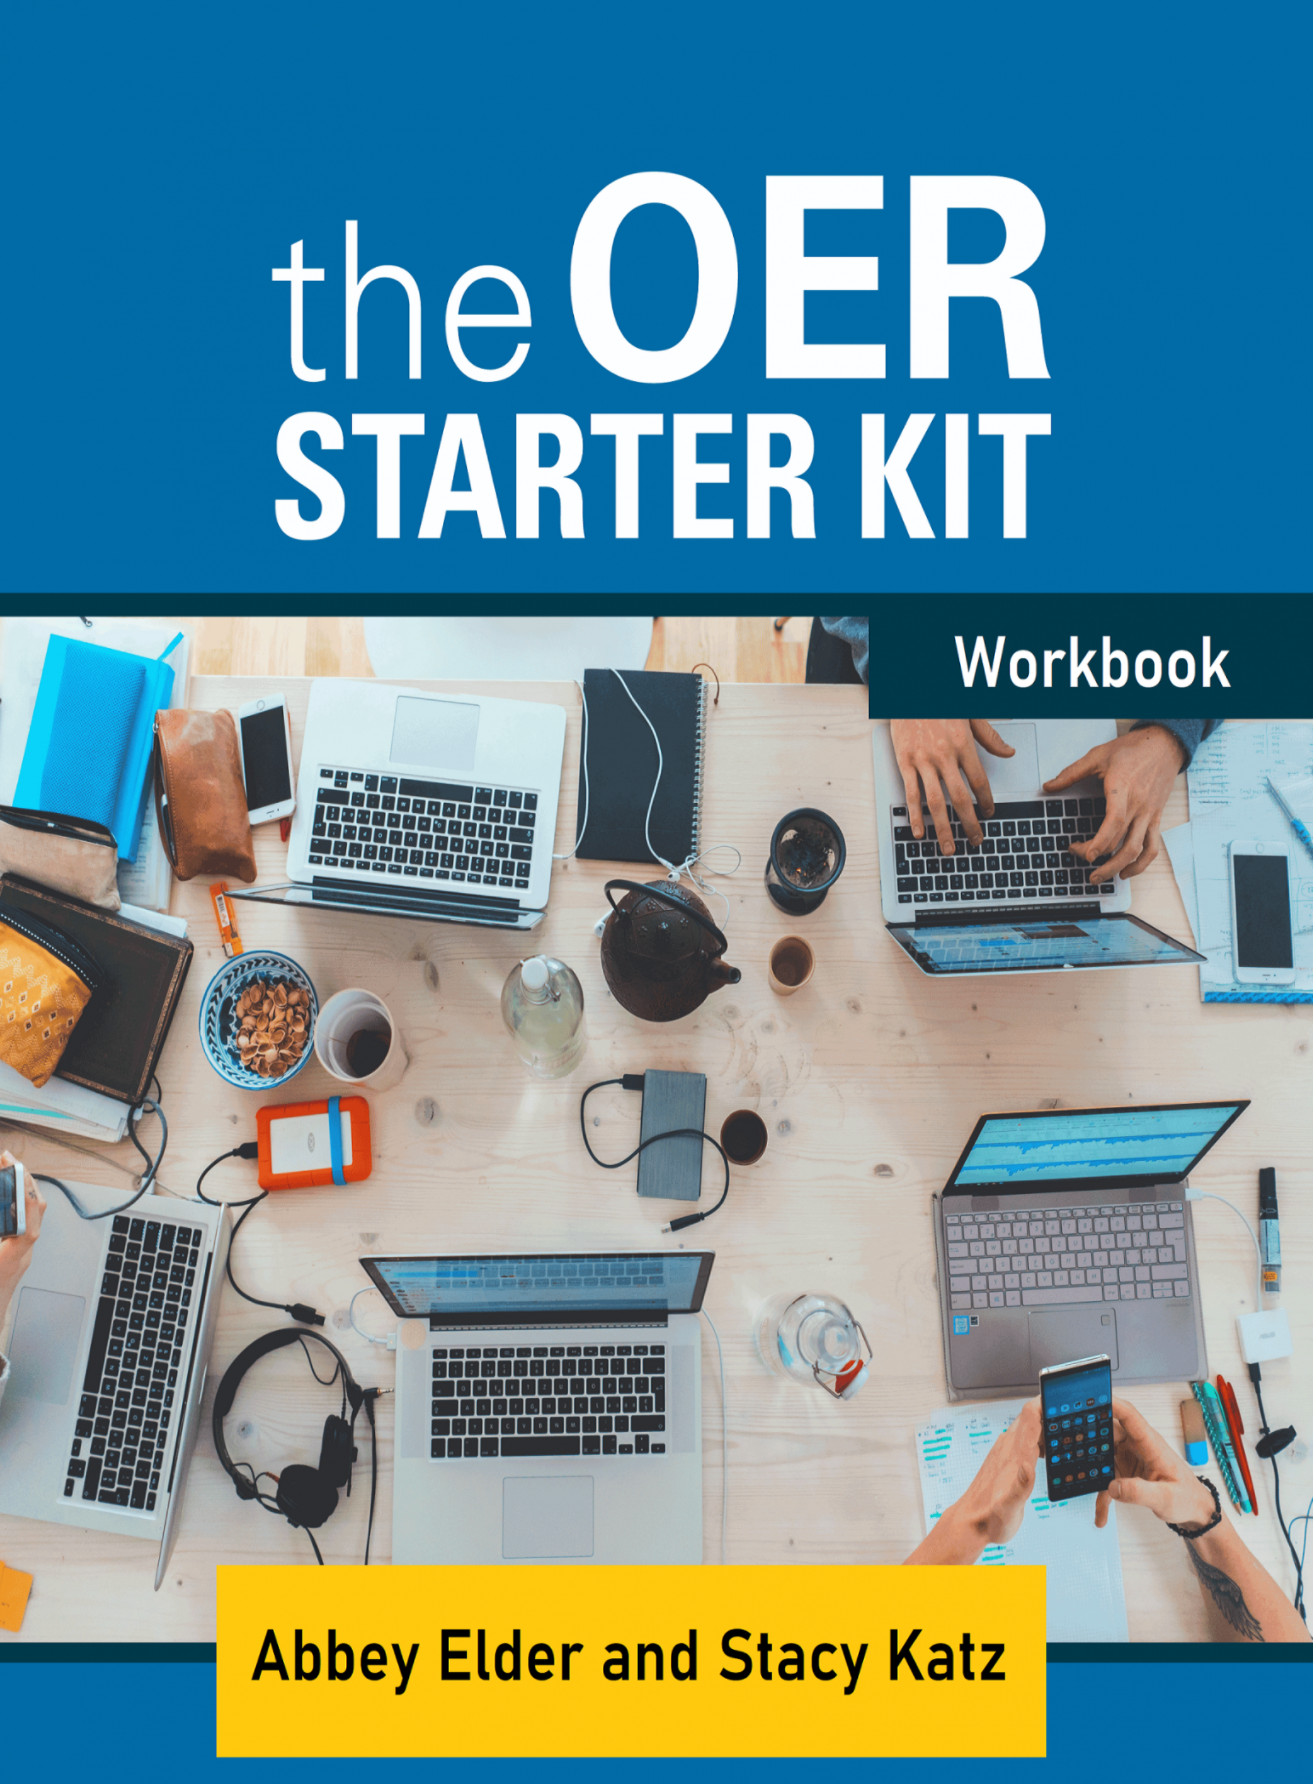 the OER
STARTER KIT
Workbook
Abbey Elder and Stacy Katz